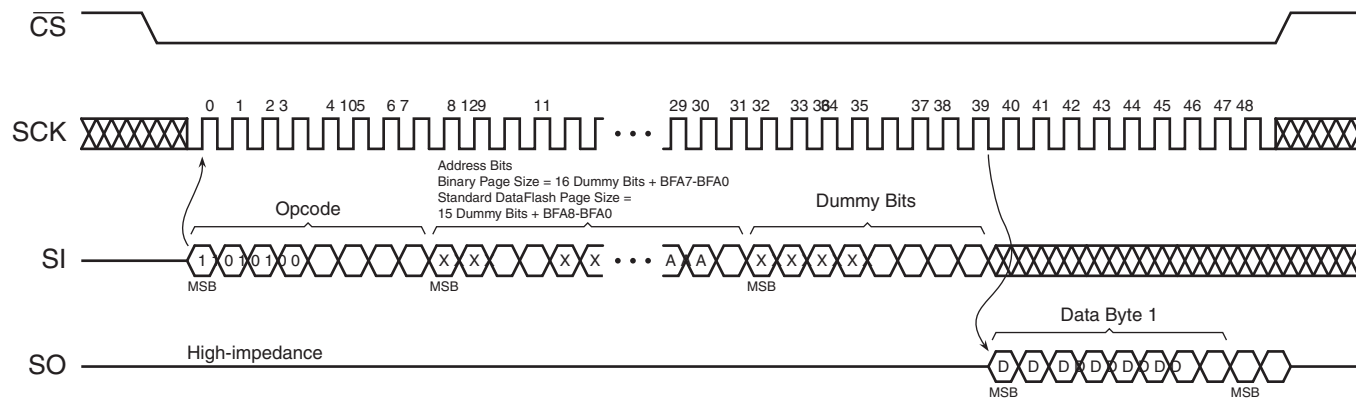 CS
0 1 2 3 4 10 5 6 7 8 12 9 11 29 30 31 32 33 36 34 35 37 38 39 40 41 42 43 44 45 46 47 48
SCK
Address Bits
Binary Page Size = 16 Dummy Bits + BFA7-BFA0
Standard DataFlash Page Size =
15 Dummy Bits + BFA8-BFA0
Opcode
Dummy Bits
SI
1 1 0 1 0 1 0 0 X X X X A A A X X X X
MSB MSB MSB
Data Byte 1
High-impedance
SO
D D D D D D D D D
MSB MSB